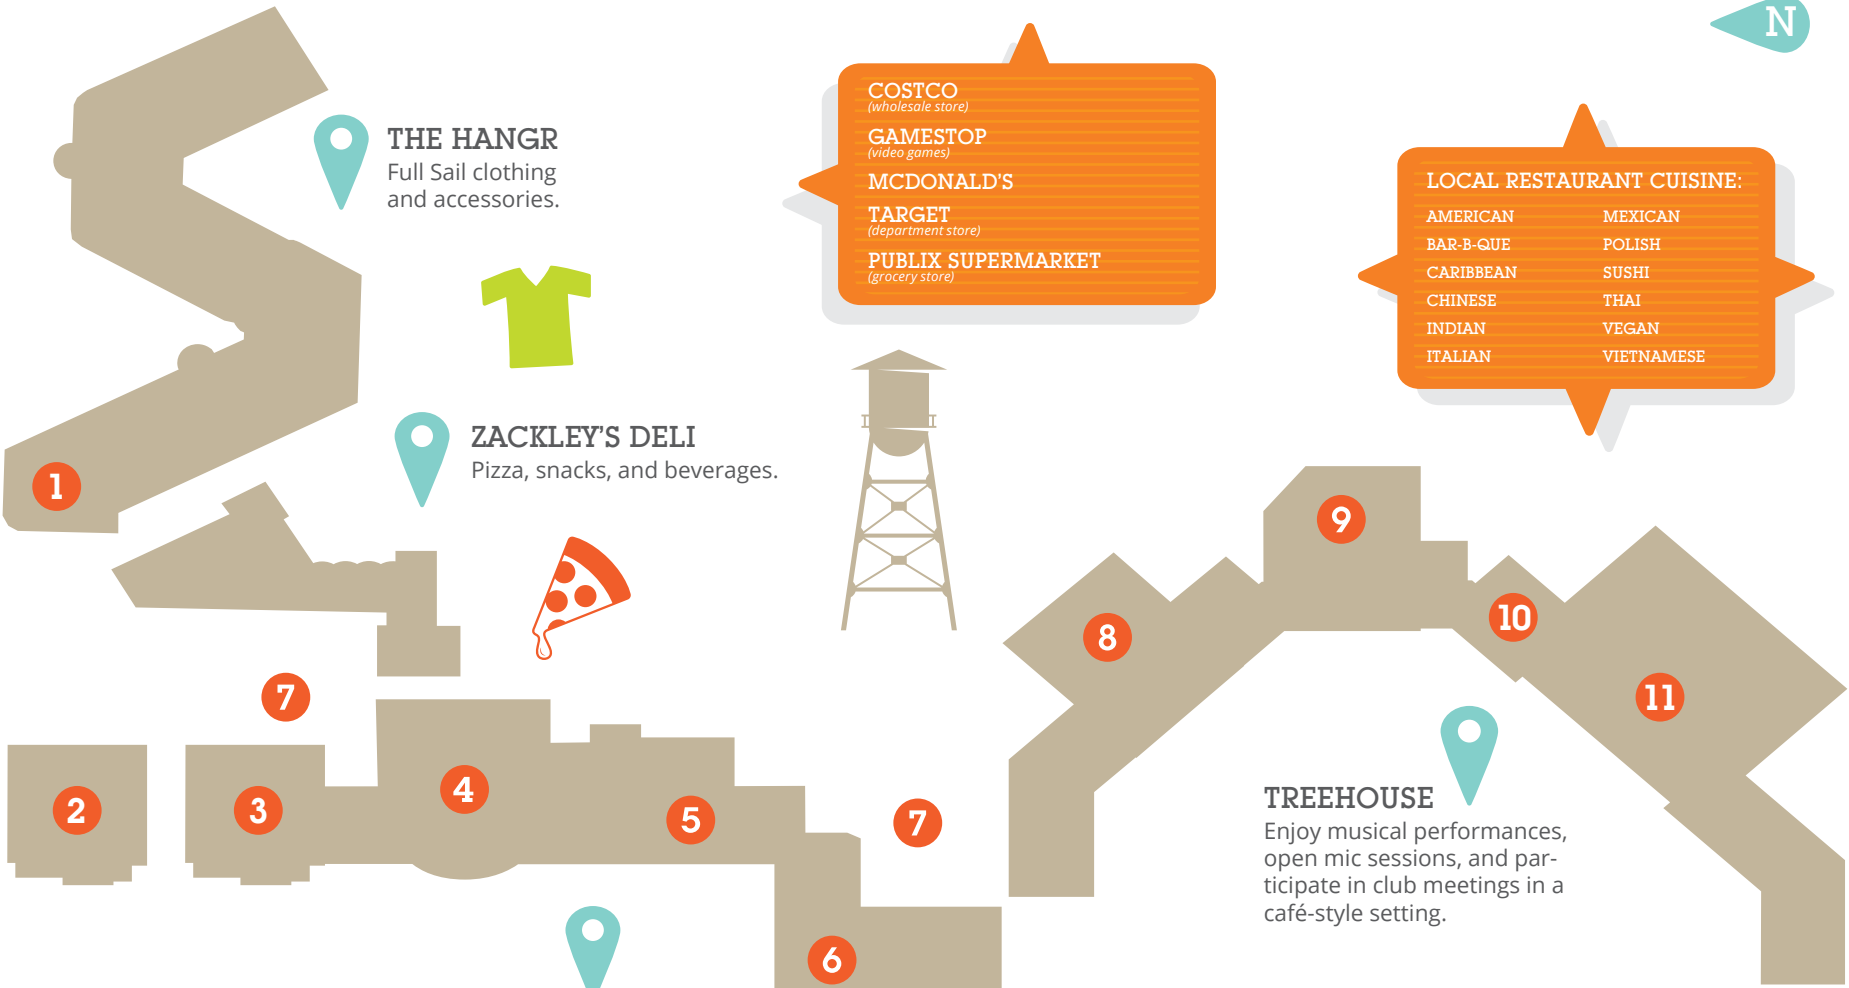 N
THE HANGR
Full Sail clothing
and accessories.
COSTCO
(wholesale store)
GAMESTOP
(video games)
MCDONALD'S
TARGET
(department store)
PUBLIX SUPERMARKET
(grocery store)
LOCAL RESTAURANT CUISINE:
AMERICAN
BAR-B-QUE
CARIBBEAN
CHINESE
INDIAN
ITALIAN
MEXICAN
POLISH
SUSHI
THAI
VEGAN
VIETNAMESE
ZACKLEY'S DELI
Pizza, snacks, and beverages.
1
9
10
8
7
11
2
3
4
5
7
TREEHOUSE
Enjoy musical performances,
open mic sessions, and par-
ticipate in club meetings in a
café-style setting.
6